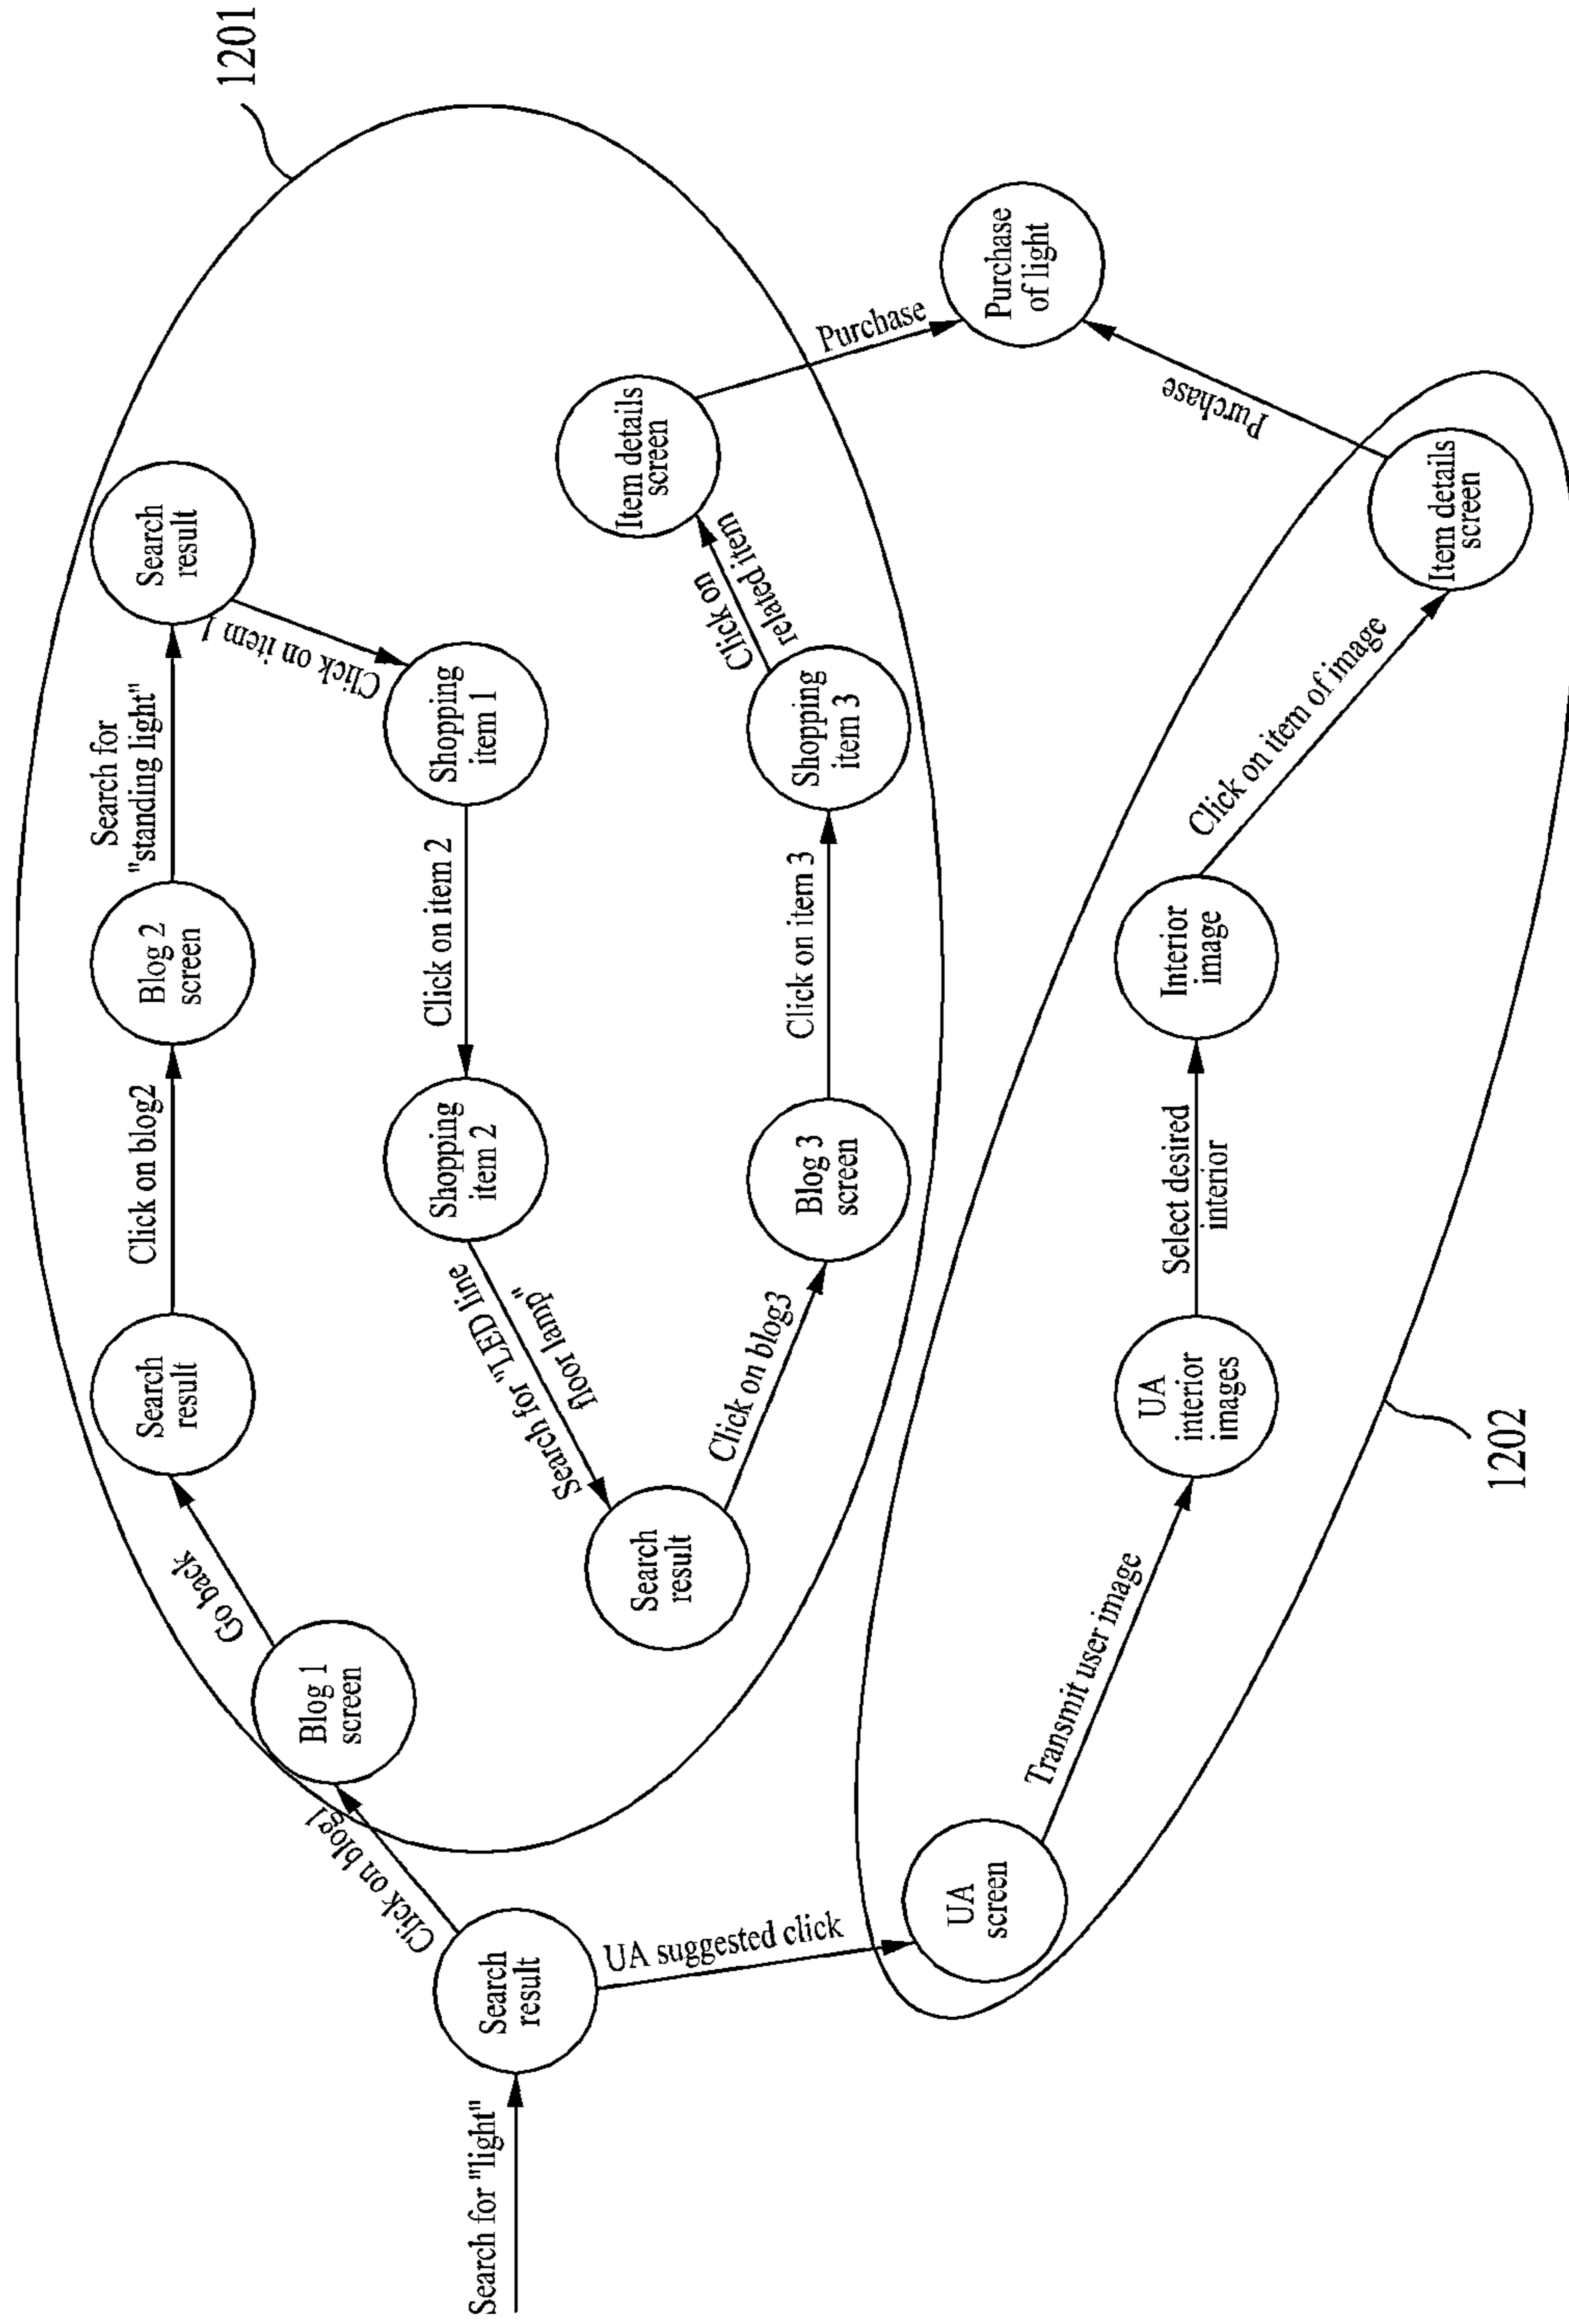 Search for "light"
Search
result
Click on blog1
Blog 1
screen
Go back
Search
result
Click on blog2
Blog 2
screen
Search for
"standing light"
Search
result
Click on item 1
Shopping
item 1
Click on item 2
Shopping
item 2
Search for "LED line
floor lamp"
Search
result
Click on blog3
Blog 3
screen
Click on item 3
Shopping
item 3
Click on
related item
Item details
screen
Purchase
Purchase
of light
1201
UA suggested click
UA
screen
Transmit user image
UA
interior
images
Select desired
interior
Interior
image
Click on item of image
Item details
screen
Purchase
1202